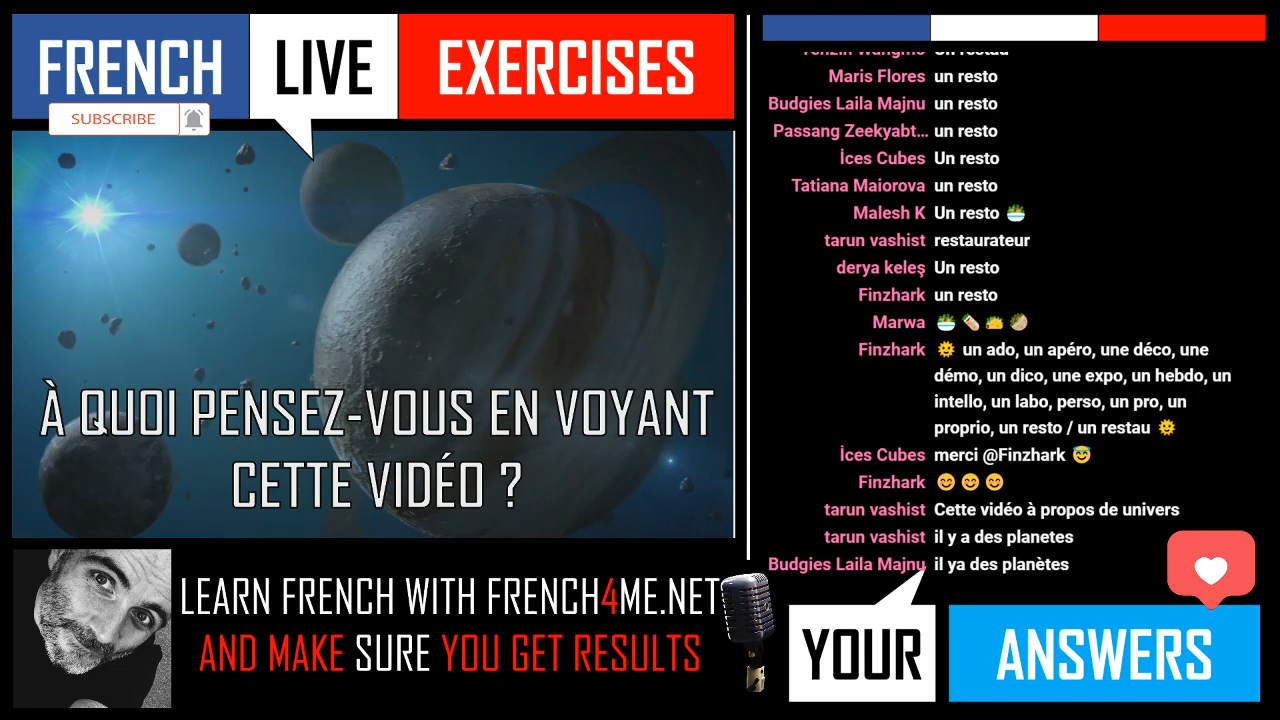 FRENCH LIVE EXERCISES
SUBSCRIBE
À QUOI PENSEZ-VOUS EN VOYANT
CETTE VIDÉO ?
LEARN FRENCH WITH FRENCH4ME.NET
AND MAKE SURE YOU GET RESULTS
Maris Flores un resto
Budgies Laila Majnu un resto
Passang Zeekyabt... un resto
İces Cubes Un resto
Tatiana Maiorova un resto
Malesh K Un resto 🥗
tarun vashist restaurateur
derya keleş Un resto
Finzhark un resto
Marwa 🥗 🌯 🌮 🥙
Finzhark 🌞 un ado, un apéro, une déco, une
démo, un dico, une expo, un hebdo, un
intello, un labo, perso, un pro, un
proprio, un resto / un restau 🌞
İces Cubes merci @Finzhark 😇
Finzhark 😊 😊 😊
tarun vashist Cette vidéo à propos de univers
tarun vashist il y a des planetes
Budgies Laila Majnu il ya des planètes
YOUR ANSWERS